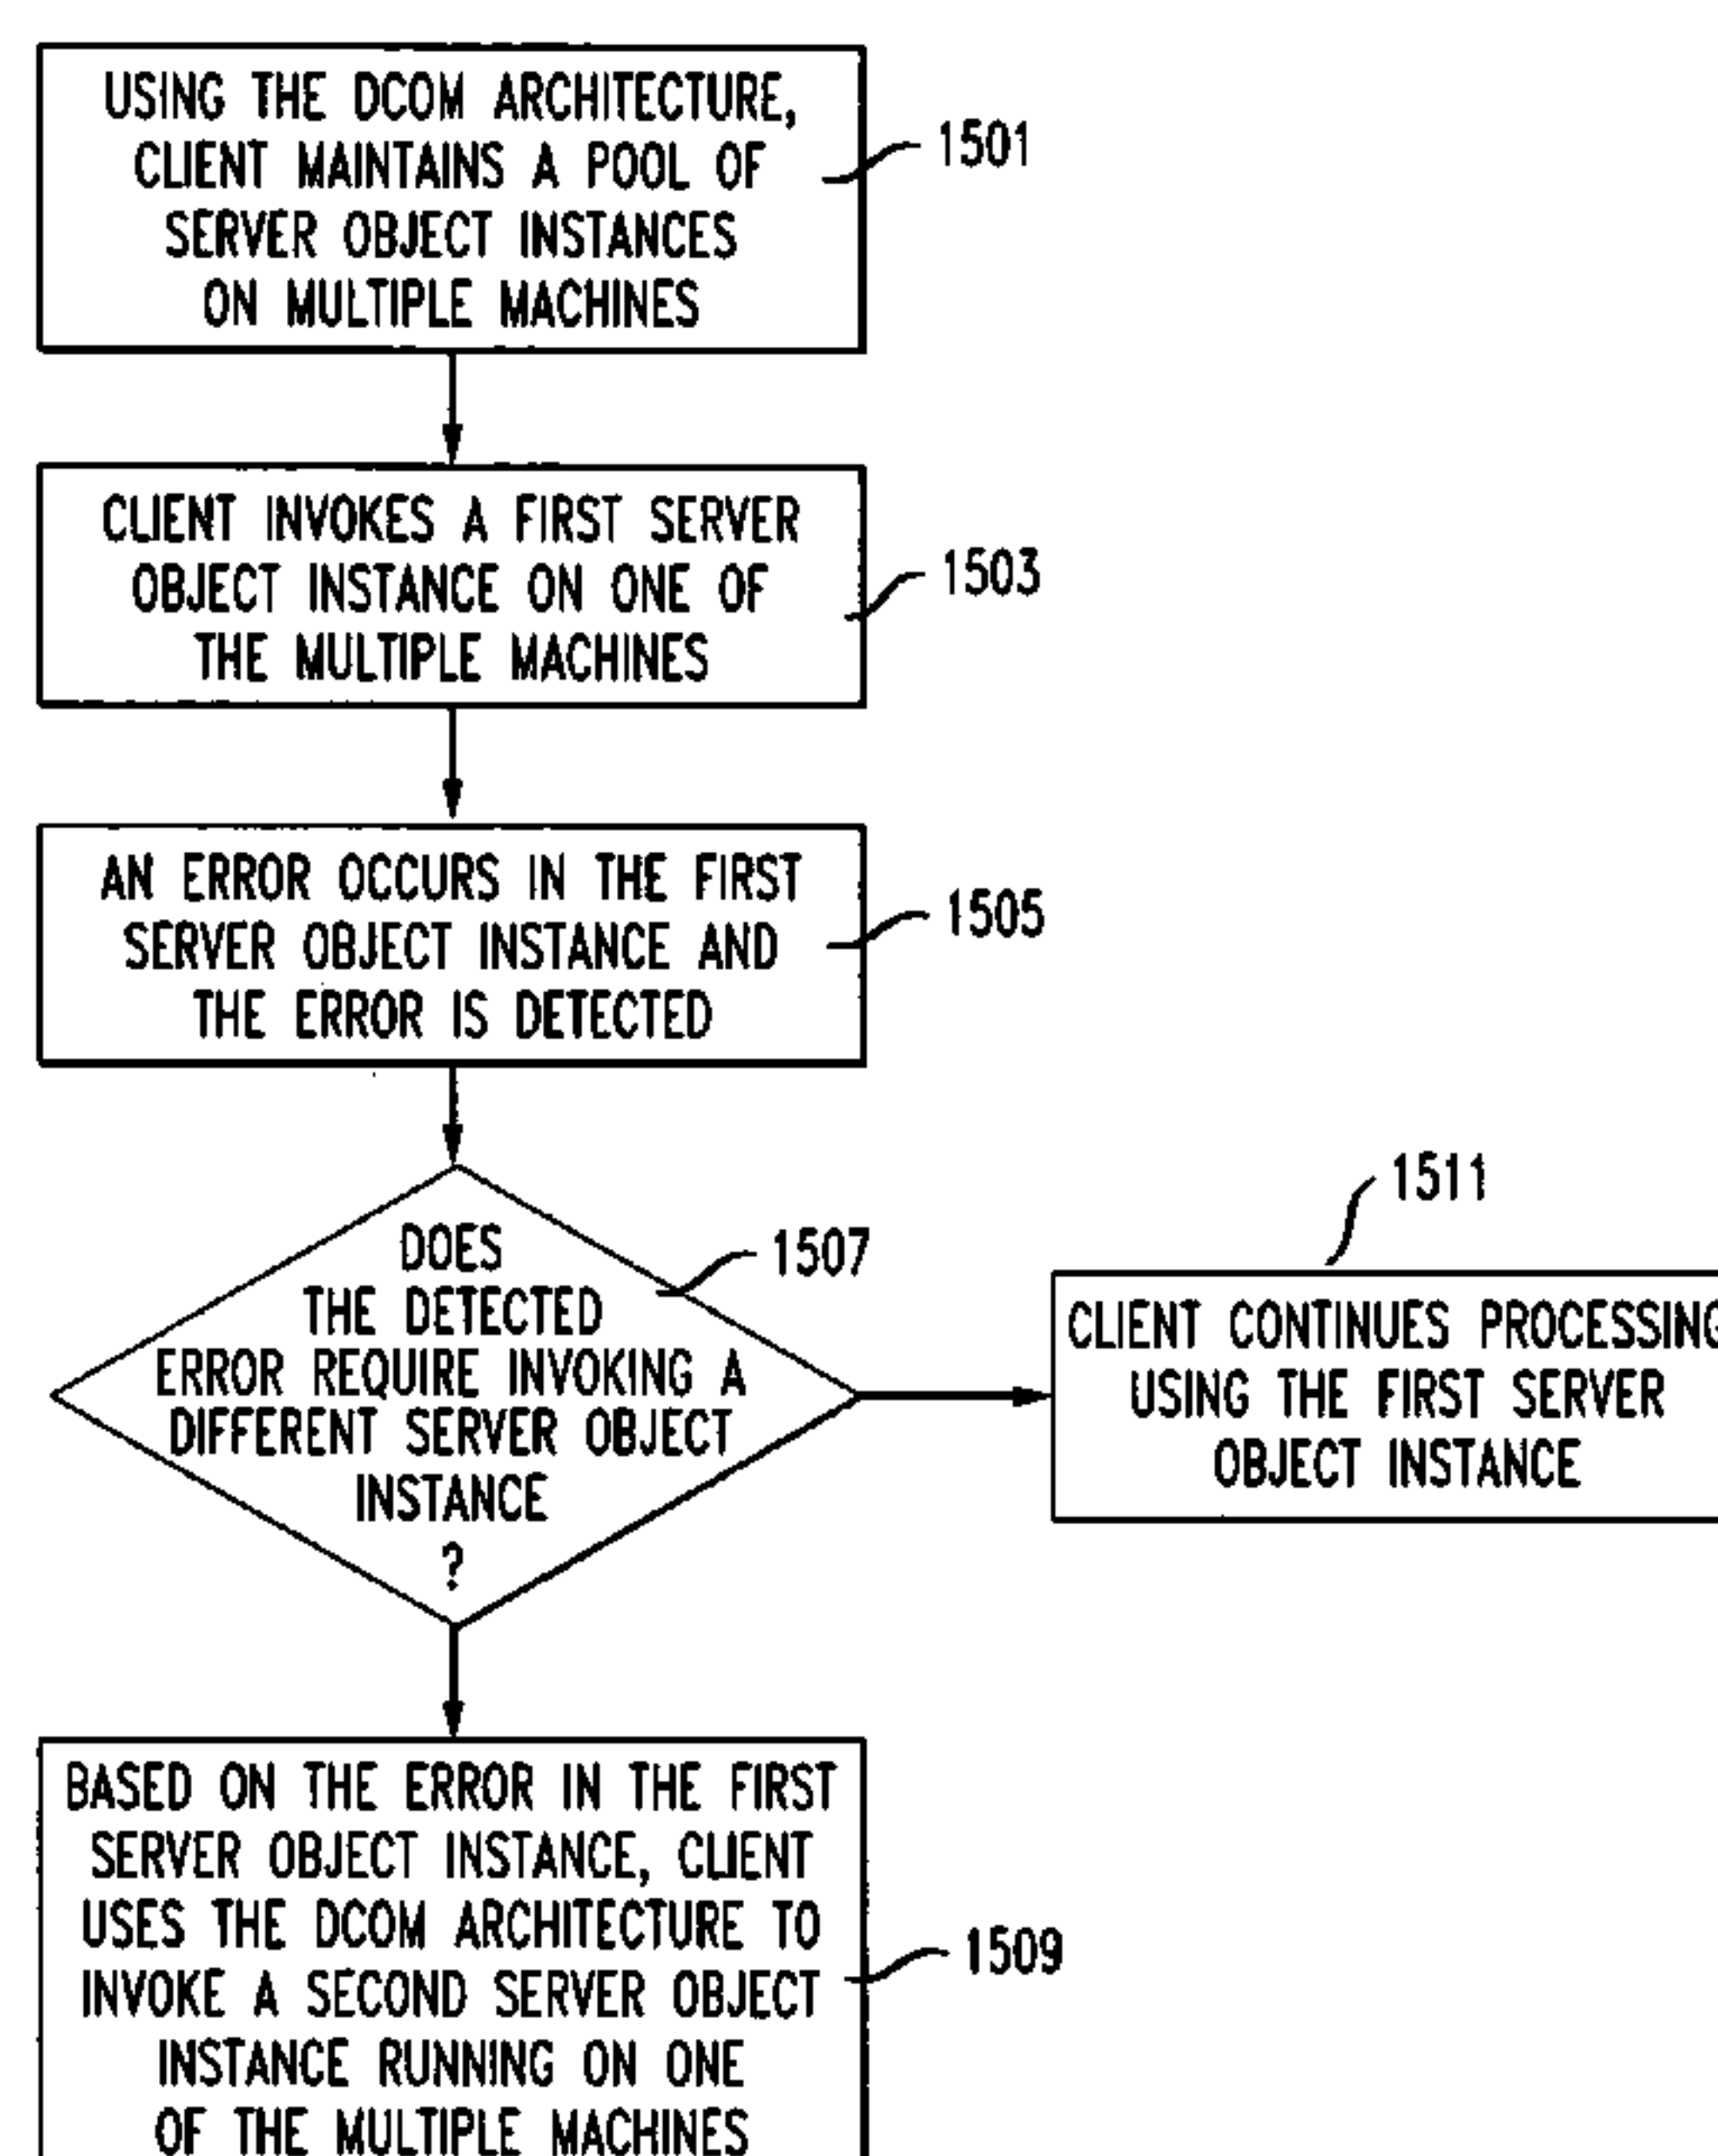 USING THE DCOM ARCHITECTURE,
CLIENT MAINTAINS A POOL OF
SERVER OBJECT INSTANCES
ON MULTIPLE MACHINES
1501
CLIENT INVOKES A FIRST SERVER
OBJECT INSTANCE ON ONE OF
THE MULTIPLE MACHINES
1503
AN ERROR OCCURS IN THE FIRST
SERVER OBJECT INSTANCE AND
THE ERROR IS DETECTED
1505
DOES
THE DETECTED
ERROR REQUIRE INVOKING A
DIFFERENT SERVER OBJECT
INSTANCE
?
1507
1511
CLIENT CONTINUES PROCESSING
USING THE FIRST SERVER
OBJECT INSTANCE
BASED ON THE ERROR IN THE FIRST
SERVER OBJECT INSTANCE, CLIENT
USES THE DCOM ARCHITECTURE TO
INVOKE A SECOND SERVER OBJECT
INSTANCE RUNNING ON ONE
OF THE MULTIPLE MACHINES
1509